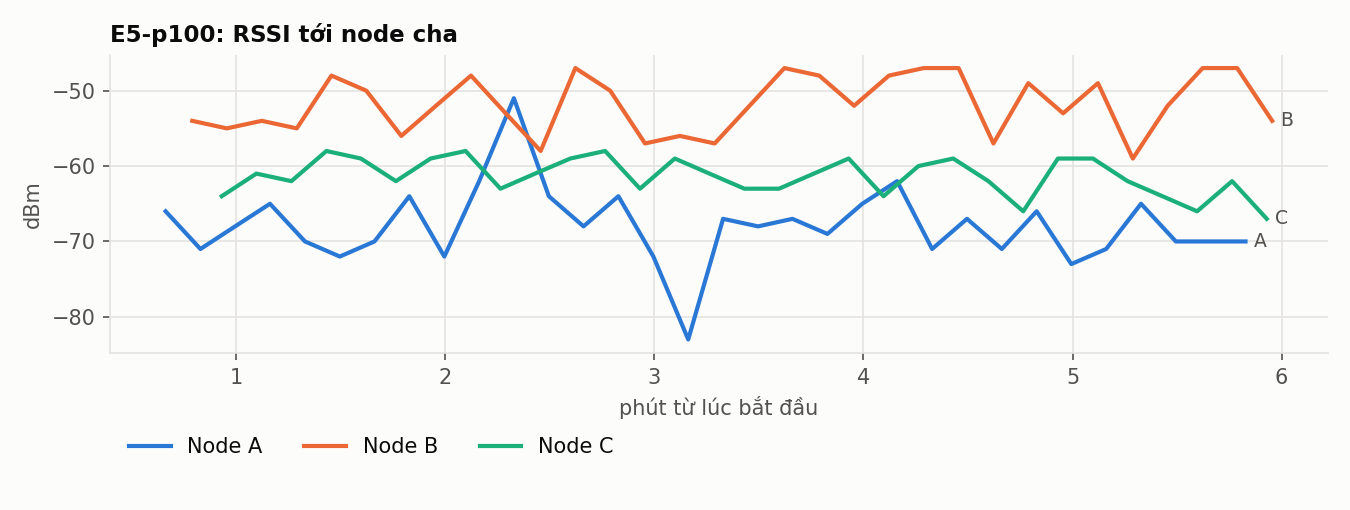 E5-p100: RSSI tới node cha
dBm
−50
−60
−70
−80
B
C
A
1 2 3 4 5 6
phút từ lúc bắt đầu
Node A Node B Node C